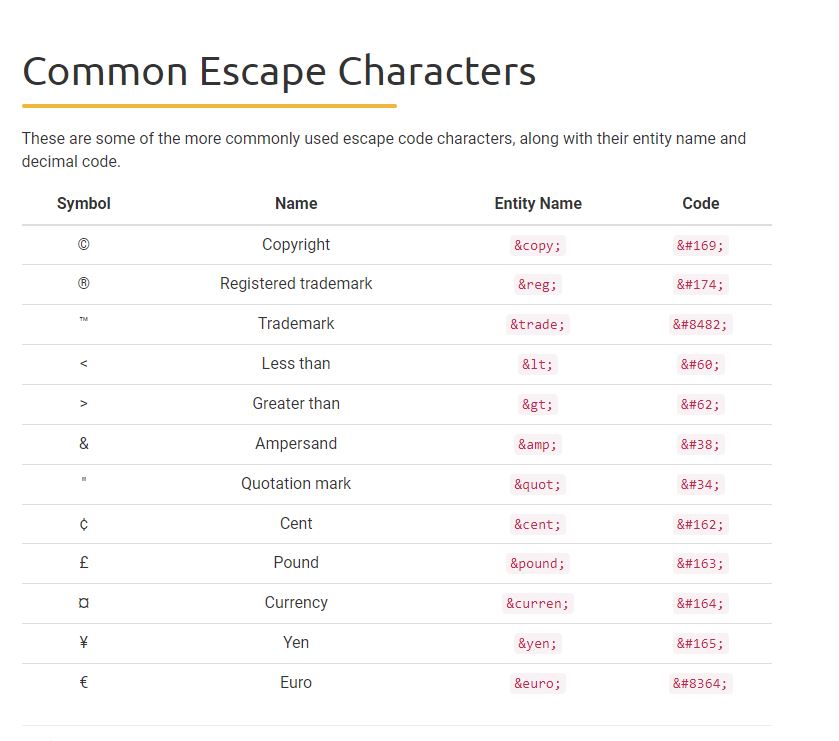 Common Escape Characters
These are some of the more commonly used escape code characters, along with their entity name and
decimal code.
Symbol Name Entity Name Code
© Copyright &copy; &#169;
® Registered trademark &reg; &#174;
™ Trademark &trade; &#8482;
< Less than &lt; &#60;
> Greater than &gt; &#62;
& Ampersand &amp; &#38;
" Quotation mark &quot; &#34;
¢ Cent &cent; &#162;
£ Pound &pound; &#163;
¤ Currency &curren; &#164;
¥ Yen &yen; &#165;
€ Euro &euro; &#8364;